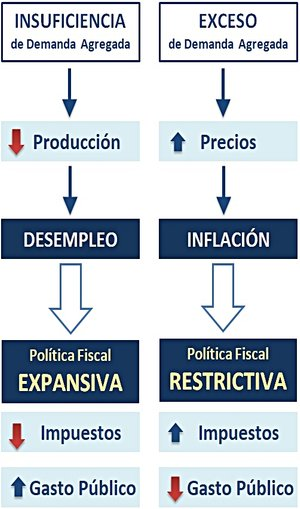 INSUFICIENCIA
de Demanda Agregada
Producción
DESEMPLEO
Política Fiscal
EXPANSIVA
Impuestos
Gasto Público
EXCESO
de Demanda Agregada
Precios
INFLACIÓN
Política Fiscal
RESTRICTIVA
Impuestos
Gasto Público